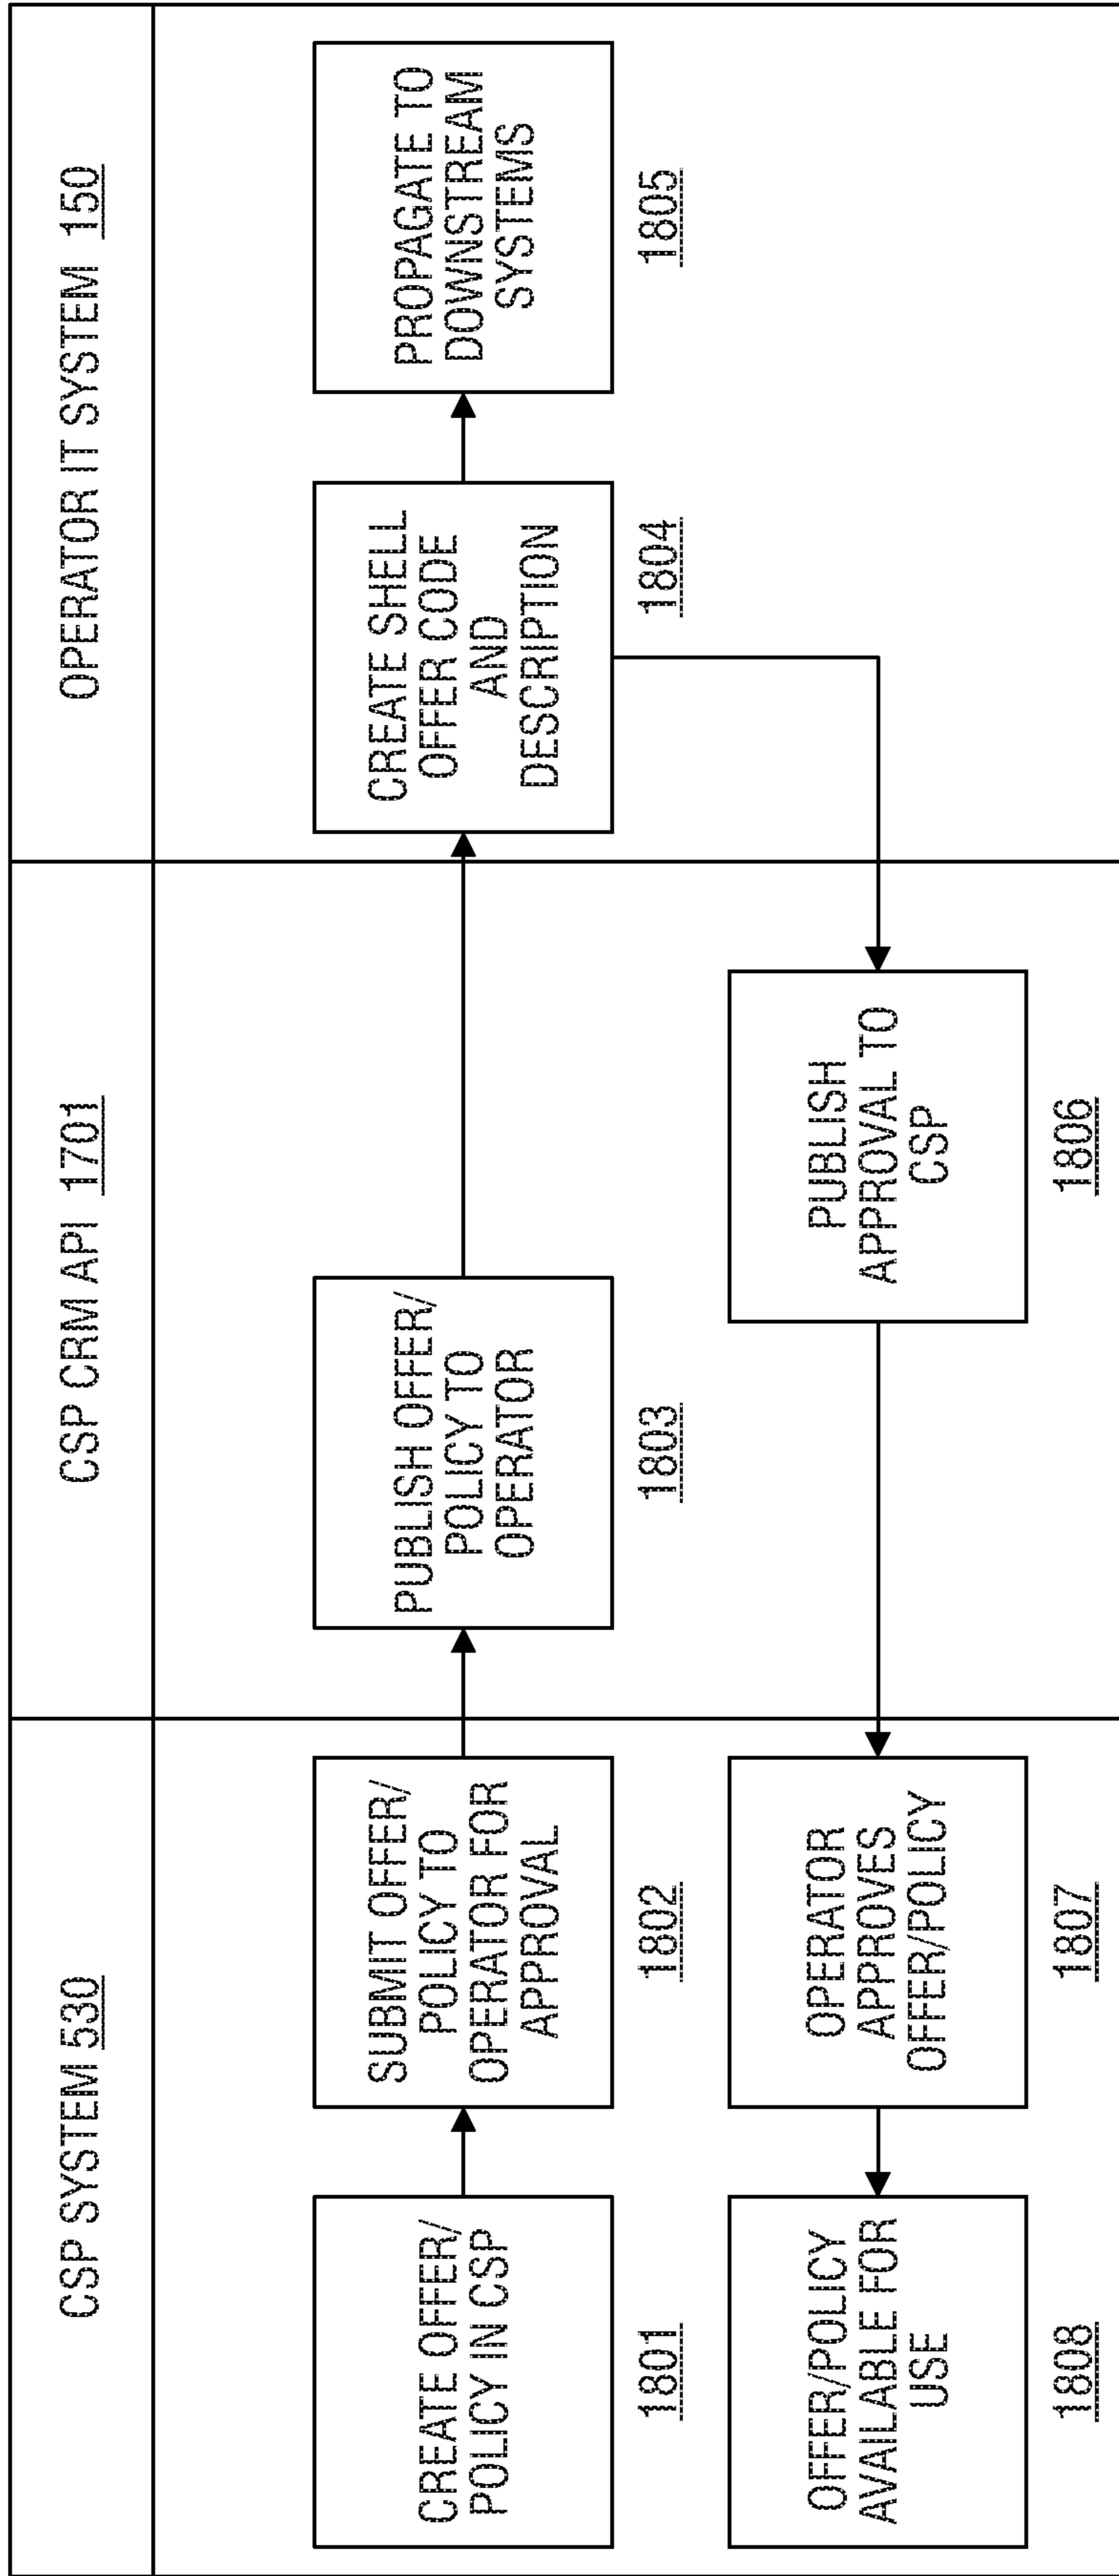 CSP SYSTEM 530
CSP CRM API 1701
OPERATOR IT SYSTEM 150
CREATE OFFER/
POLICY IN CSP
1801
SUBMIT OFFER/
POLICY TO
OPERATOR FOR
APPROVAL
1802
PUBLISH OFFER/
POLICY TO
OPERATOR
1803
CREATE SHELL
OFFER CODE
AND
DESCRIPTION
1804
PROPAGATE TO
DOWNSTREAM
SYSTEMS
1805
OFFER/POLICY
AVAILABLE FOR
USE
1808
OPERATOR
APPROVES
OFFER/POLICY
1807
PUBLISH
APPROVAL TO
CSP
1806